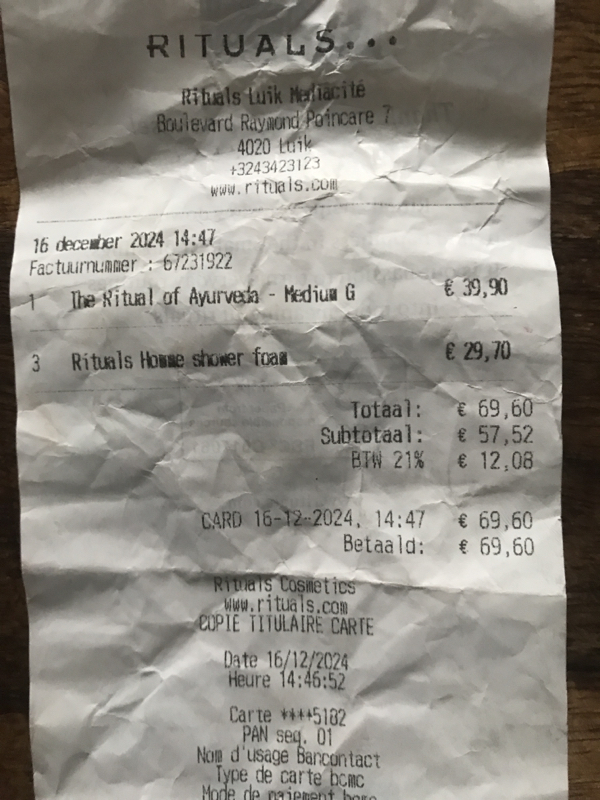 RITUALS...
Rituals Luik Mediacité
Boulevard Raymond Poincare 7
4020 Luik
+3243423123
www.rituals.com
16 december 2024 14:47
Factuurnummer : 67231922
1 The Ritual of Ayurveda - Medium G € 39,90
3 Rituals Homme shower foam € 29,70
Totaal: € 69,60
Subtotaal: € 57,52
BTW 21% € 12,08
CARD 16-12-2024, 14:47 € 69,60
Betaald: € 69,60
Rituals Cosmetics
www.rituals.com
COPIE TITULAIRE CARTE
Date 16/12/2024
Heure 14:46:52
Carte ****5182
PAN seq. 01
Nom d'usage Bancontact
Type de carte bcmc
Mode de paiement bcmc